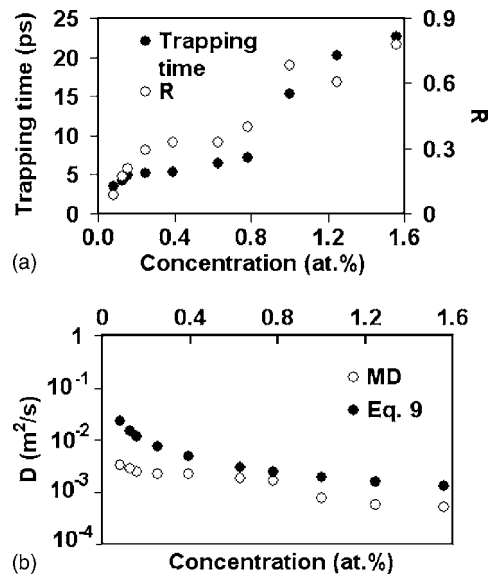 25
20
15
10
5
0
Trapping time (ps)
Trapping
time
R
0.9
0.6
0.3
0
R
0.0 0.4 0.8 1.2 1.6
(a) Concentration (at.%)
0 0.4 0.8 1.2 1.6
1
10⁻¹
10⁻²
10⁻³
10⁻⁴
D (m²/s)
MD
Eq. 9
(b) Concentration (at.%)